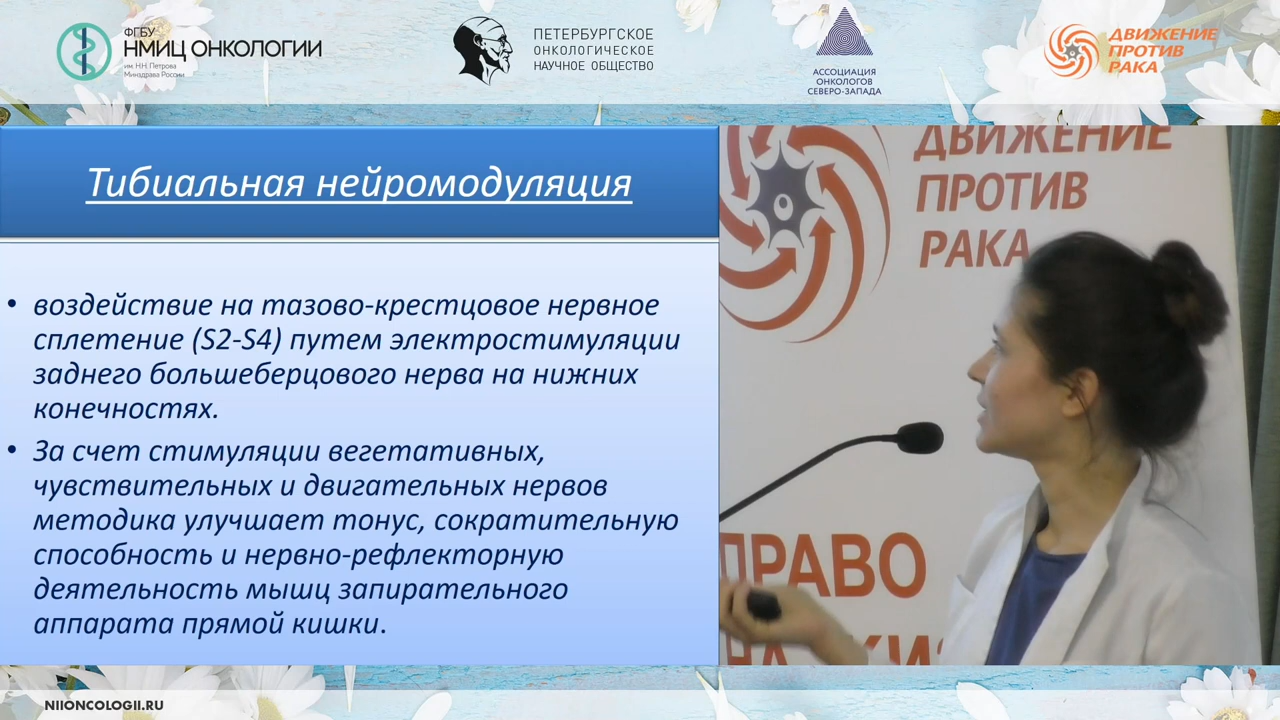 ФГБУ
НМИЦ ОНКОЛОГИИ
им. Н.Н. Петрова
Минздрава России
ПЕТЕРБУРГСКОЕ
ОНКОЛОГИЧЕСКОЕ
НАУЧНОЕ ОБЩЕСТВО
АССОЦИАЦИЯ
ОНКОЛОГОВ
СЕВЕРО-ЗАПАДА
ДВИЖЕНИЕ
ПРОТИВ
РАКА
Тибиальная нейромодуляция
• воздействие на тазово-крестцовое нервное
сплетение (S2-S4) путем электростимуляции
заднего большеберцового нерва на нижних
конечностях.
• За счет стимуляции вегетативных,
чувствительных и двигательных нервов
методика улучшает тонус, сократительную
способность и нервно-рефлекторную
деятельность мышц запирательного
аппарата прямой кишки.
ДВИЖЕНИЕ
ПРОТИВ
РАКА
ПРАВО
НА
NIIONCOLOGII.RU